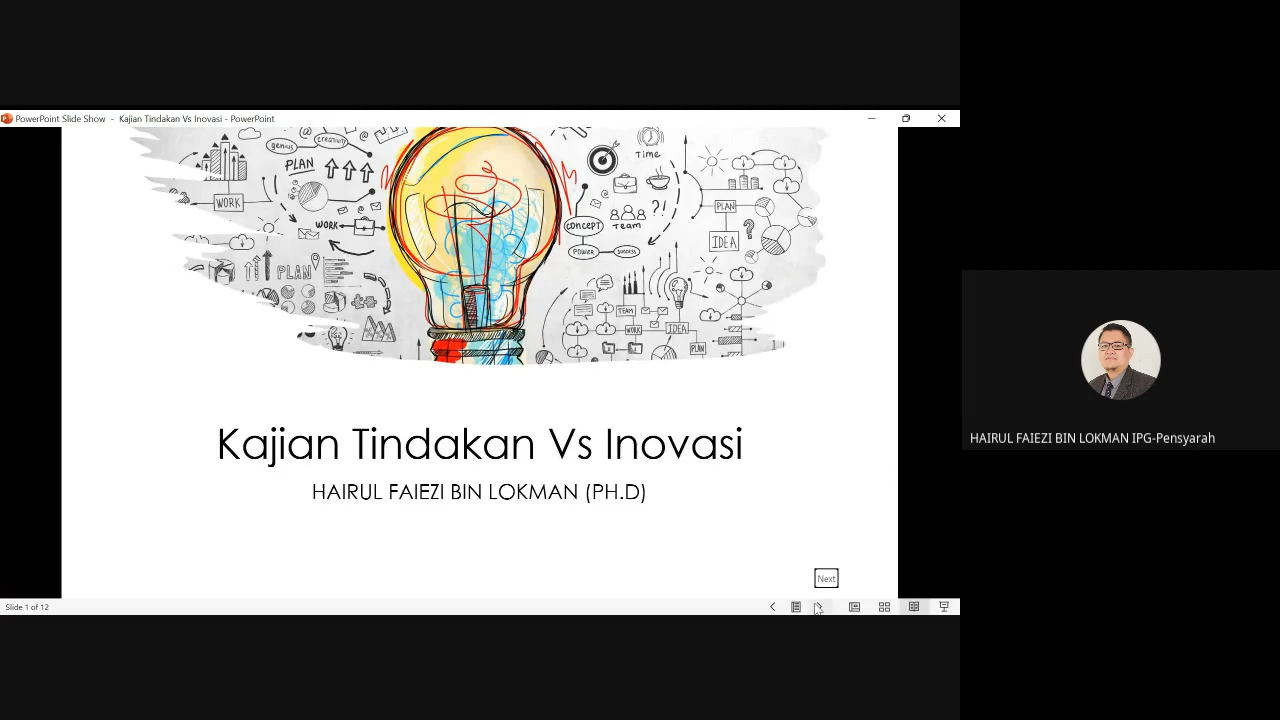 PowerPoint Slide Show - Kajian Tindakan Vs Inovasi - PowerPoint
genius
creativity
PLAN
WORK
WORK
PLAN
Time
concept
Team
?!
POWER
SUCCESS
PLAN
IDEA
?
TEAM
WORK
IDEA
PLAN
Kajian Tindakan Vs Inovasi
HAIRUL FAIEZI BIN LOKMAN (PH.D)
Next
Slide 1 of 12
HAIRUL FAIEZI BIN LOKMAN IPG-Pensyarah